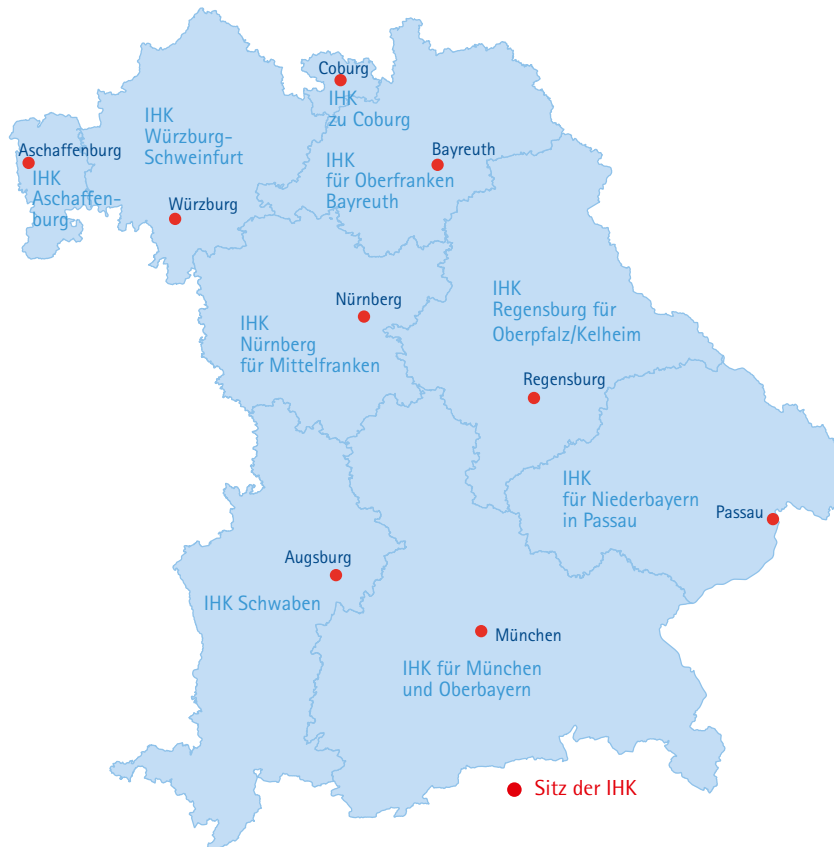 Coburg
IHK
zu Coburg
IHK
Würzburg-
Schweinfurt
Aschaffenburg
IHK
Aschaffen-
burg
Würzburg
Bayreuth
IHK
für Oberfranken
Bayreuth
Nürnberg
IHK
Nürnberg
für Mittelfranken
IHK
Regensburg für
Oberpfalz/Kelheim
Regensburg
IHK
für Niederbayern
in Passau
Passau
Augsburg
IHK Schwaben
München
IHK für München
und Oberbayern
Sitz der IHK